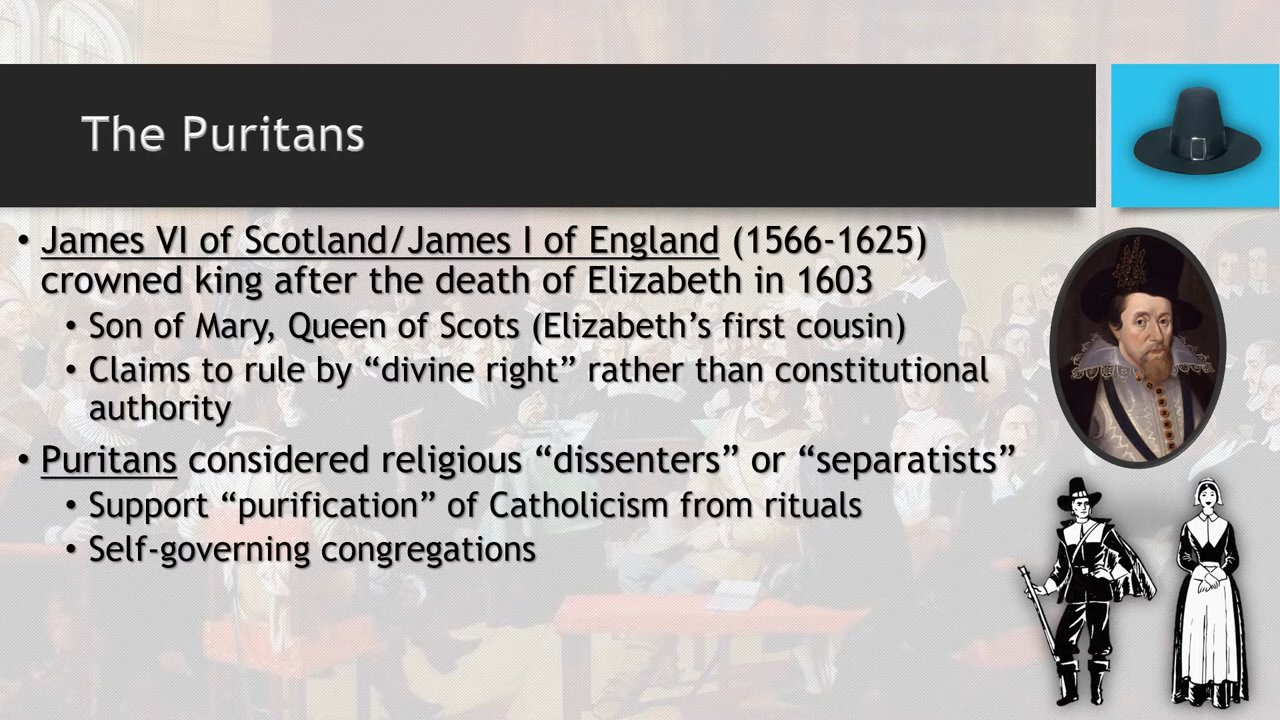 The Puritans
• James VI of Scotland/James I of England (1566-1625)
crowned king after the death of Elizabeth in 1603
• Son of Mary, Queen of Scots (Elizabeth’s first cousin)
• Claims to rule by “divine right” rather than constitutional
authority
• Puritans considered religious “dissenters” or “separatists”
• Support “purification” of Catholicism from rituals
• Self-governing congregations